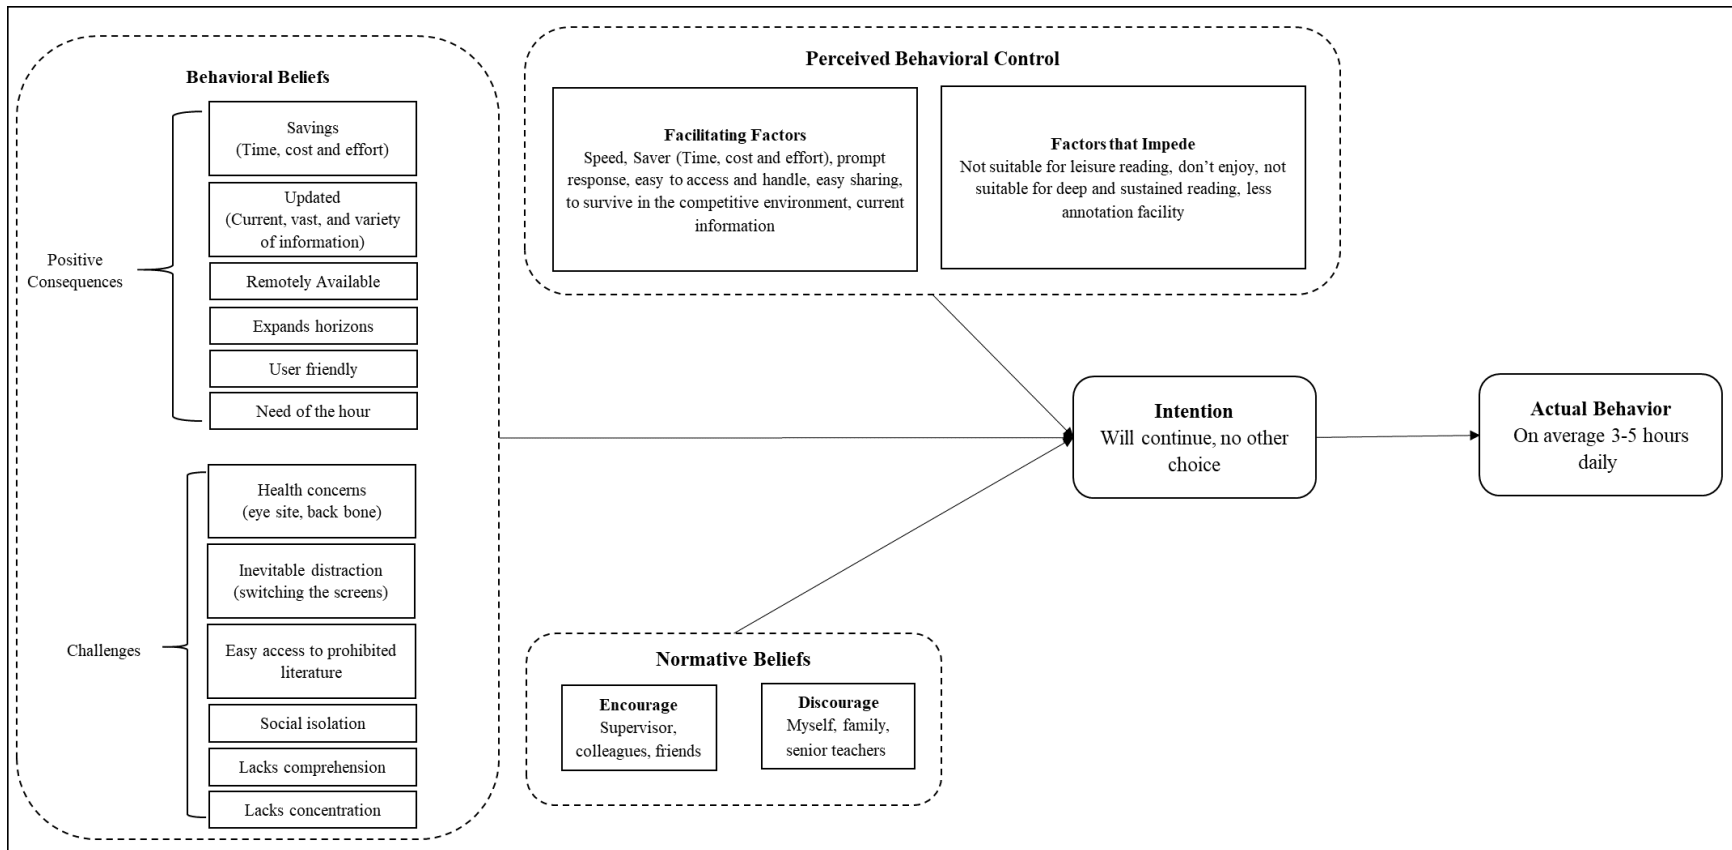 Behavioral Beliefs
Positive
Consequences
Savings
(Time, cost and effort)
Updated
(Current, vast, and variety
of information)
Remotely Available
Expands horizons
User friendly
Need of the hour
Challenges
Health concerns
(eye site, back bone)
Inevitable distraction
(switching the screens)
Easy access to prohibited
literature
Social isolation
Lacks comprehension
Lacks concentration
Perceived Behavioral Control
Facilitating Factors
Speed, Saver (Time, cost and effort), prompt
response, easy to access and handle, easy sharing,
to survive in the competitive environment, current
information
Factors that Impede
Not suitable for leisure reading, don’t enjoy, not
suitable for deep and sustained reading, less
annotation facility
Normative Beliefs
Encourage
Supervisor,
colleagues, friends
Discourage
Myself, family,
senior teachers
Intention
Will continue, no other
choice
Actual Behavior
On average 3-5 hours
daily